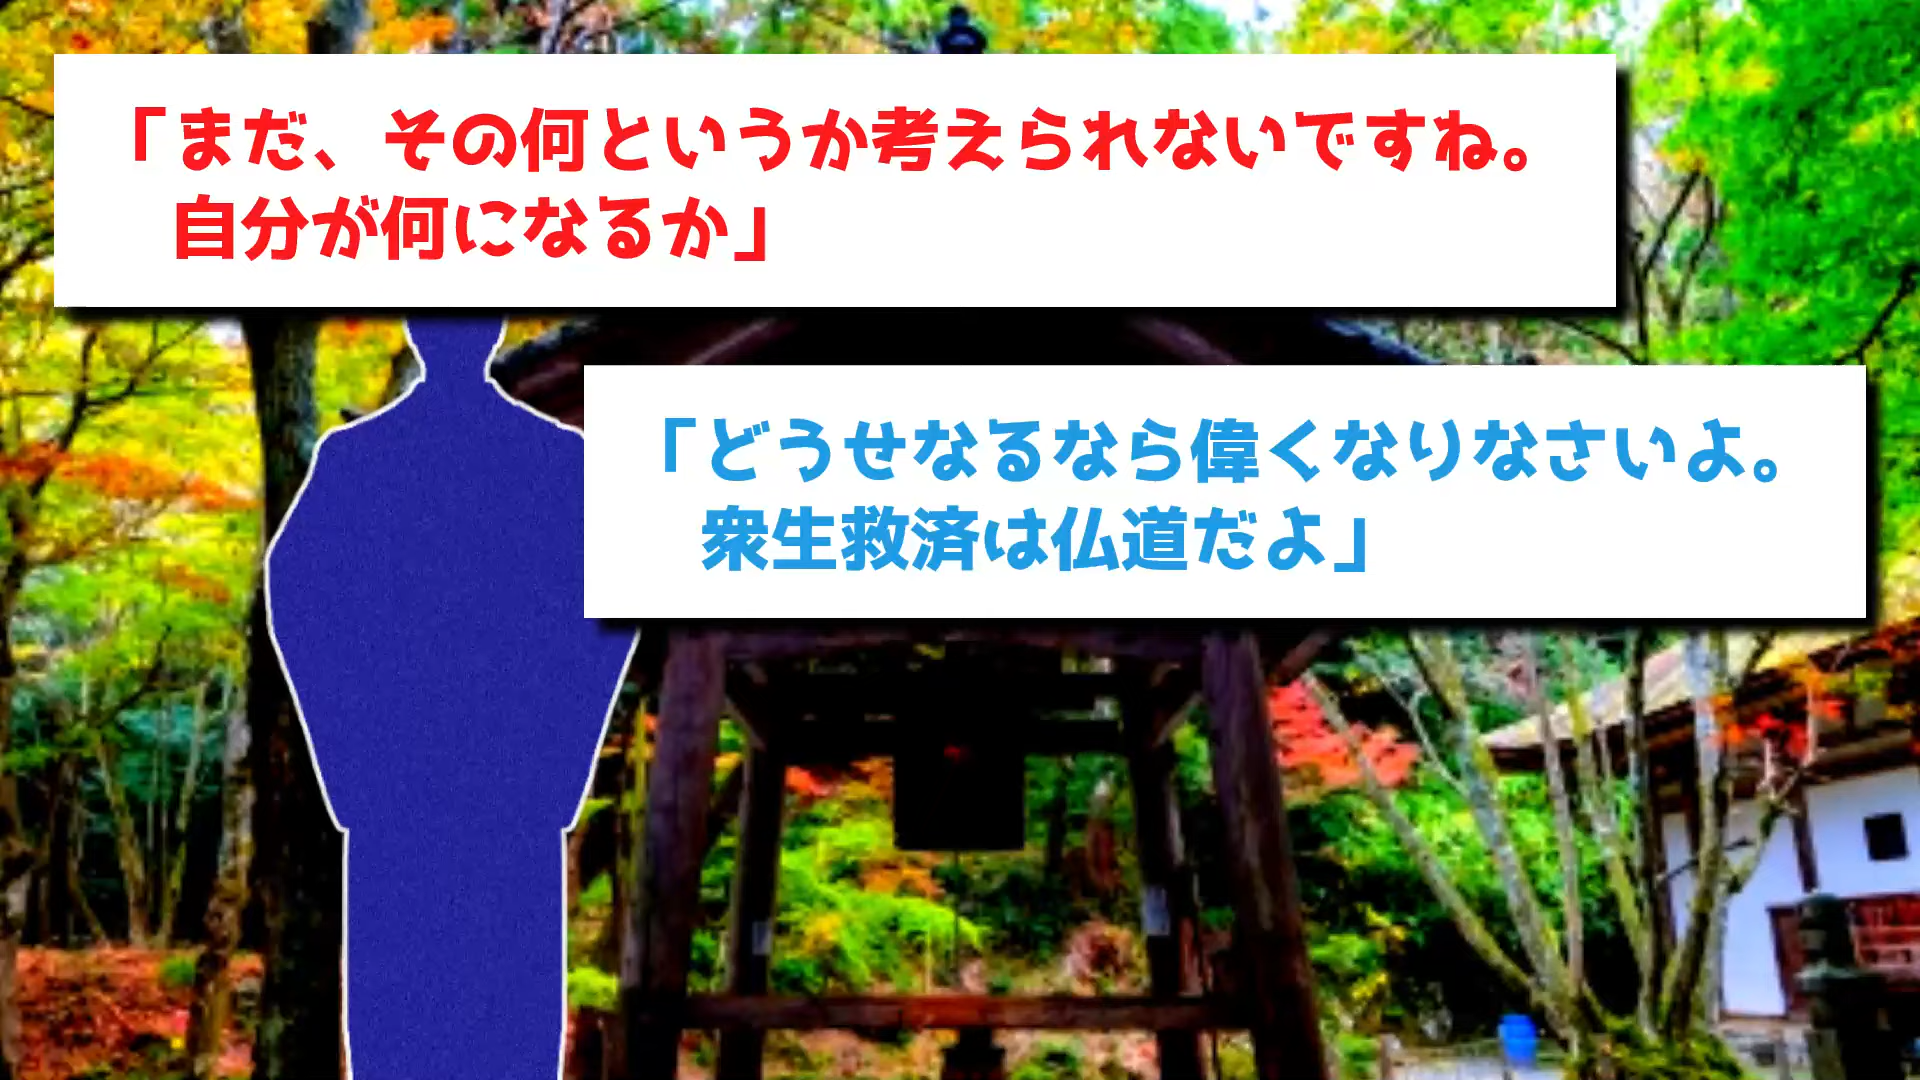 「まだ、その何というか考えられないですね。
自分が何になるか」
「どうせなるなら偉くなりなさいよ。
衆生救済は仏道だよ」